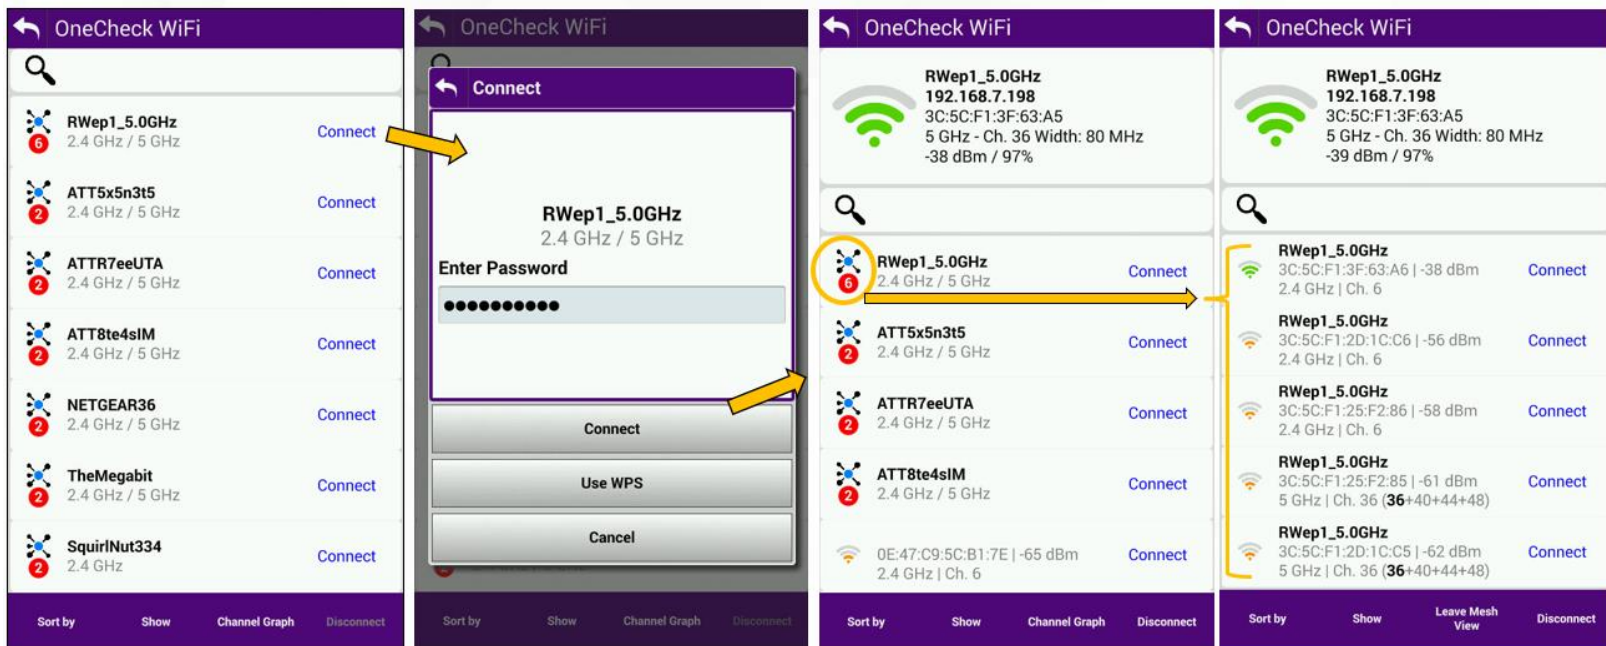 OneCheck WiFi
RWep1_5.0GHz
2.4 GHz / 5 GHz
Connect
6
ATT5x5n3t5
2.4 GHz / 5 GHz
Connect
2
ATTR7eeUTA
2.4 GHz / 5 GHz
Connect
2
ATT8te4sIM
2.4 GHz / 5 GHz
Connect
2
NETGEAR36
2.4 GHz / 5 GHz
Connect
2
TheMegabit
2.4 GHz / 5 GHz
Connect
2
SquirlNut334
2.4 GHz
Connect
2
Sort by Show Channel Graph Disconnect
OneCheck WiFi
Connect
RWep1_5.0GHz
2.4 GHz / 5 GHz
Enter Password
●●●●●●●●●●
Connect
Use WPS
Cancel
Sort by Show Channel Graph Disconnect
OneCheck WiFi
RWep1_5.0GHz
192.168.7.198
3C:5C:F1:3F:63:A5
5 GHz - Ch. 36 Width: 80 MHz
-38 dBm / 97%
RWep1_5.0GHz
2.4 GHz / 5 GHz
Connect
6
ATT5x5n3t5
2.4 GHz / 5 GHz
Connect
2
ATTR7eeUTA
2.4 GHz / 5 GHz
Connect
2
ATT8te4sIM
2.4 GHz / 5 GHz
Connect
2
0E:47:C9:5C:B1:7E | -65 dBm
2.4 GHz | Ch. 6
Connect
Sort by Show Channel Graph Disconnect
OneCheck WiFi
RWep1_5.0GHz
192.168.7.198
3C:5C:F1:3F:63:A5
5 GHz - Ch. 36 Width: 80 MHz
-39 dBm / 97%
RWep1_5.0GHz
3C:5C:F1:3F:63:A6 | -38 dBm
2.4 GHz | Ch. 6
Connect
RWep1_5.0GHz
3C:5C:F1:2D:1C:C6 | -56 dBm
2.4 GHz | Ch. 6
Connect
RWep1_5.0GHz
3C:5C:F1:25:F2:86 | -58 dBm
2.4 GHz | Ch. 6
Connect
RWep1_5.0GHz
3C:5C:F1:25:F2:85 | -61 dBm
5 GHz | Ch. 36 (36+40+44+48)
Connect
RWep1_5.0GHz
3C:5C:F1:2D:1C:C5 | -62 dBm
5 GHz | Ch. 36 (36+40+44+48)
Connect
Sort by Show Leave Mesh View Disconnect